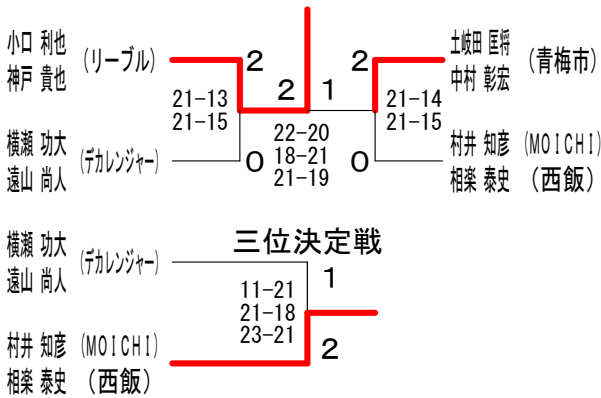 小口 利也
神戸 貴也
(リーブル)
2
21-13
21-15
横瀬 功大
遠山 尚人
(デカレンジャー)
0
2
1
22-20
18-21
21-19
土岐田 匡将
中村 彰宏
(青梅市)
2
21-14
21-15
村井 知彦 (MOICHI)
相楽 泰史 (西飯)
0
三位決定戦
横瀬 功大
遠山 尚人
(デカレンジャー)
1
11-21
21-18
23-21
村井 知彦 (MOICHI)
相楽 泰史 (西飯)
2